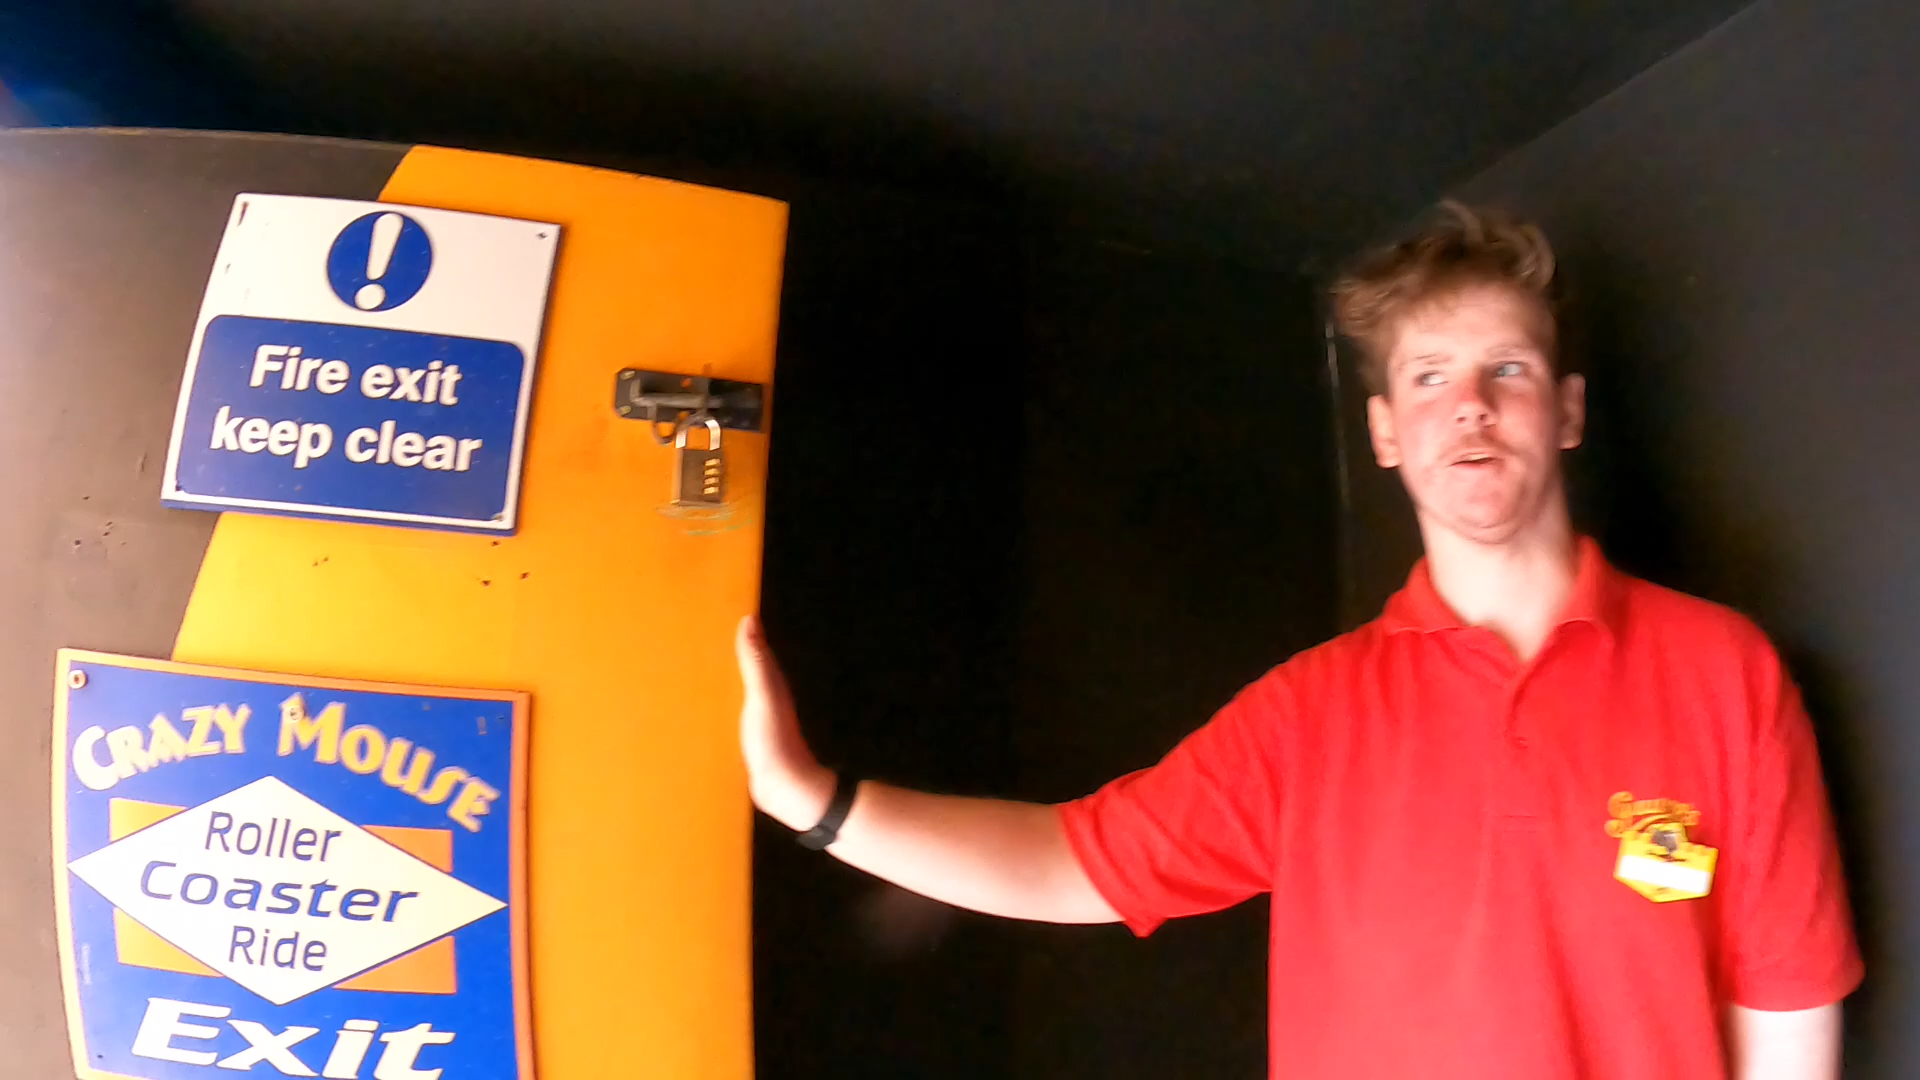 !
Fire exit
keep clear
CRAZY MOUSE
Roller
Coaster
Ride
Exit